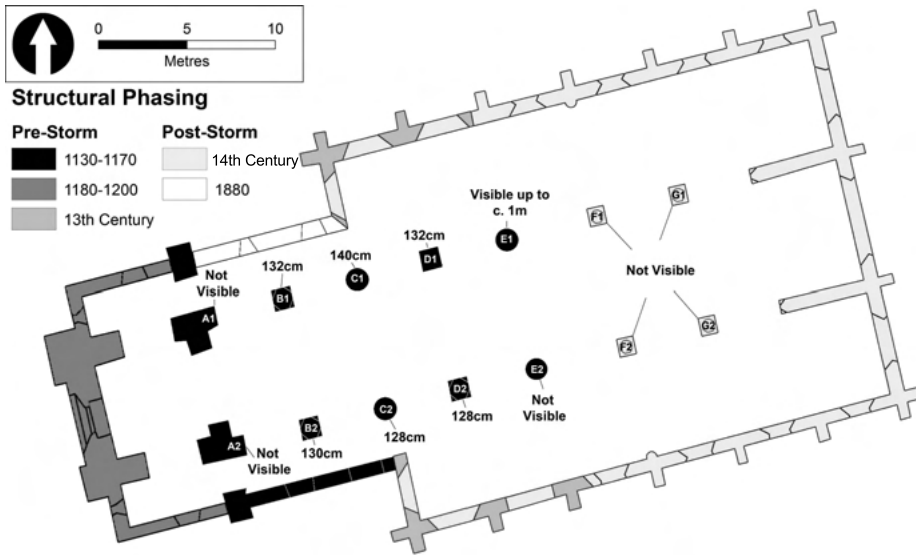 0 5 10
Metres
Structural Phasing
Pre-Storm Post-Storm
1130-1170 14th Century
1180-1200 1880
13th Century
Visible up to
c. 1m
G1
F1
132cm
E1
140cm
D1
Not
Visible
132cm
C1
Not Visible
B1
A1
G2
F2
E2
D2
C2
Not
Visible
128cm
B2
128cm
A2
130cm
Not
Visible